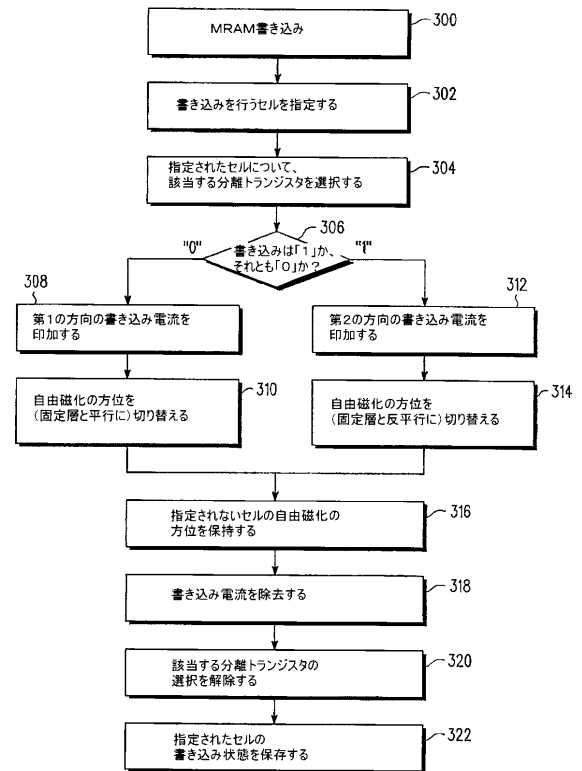 MRAM書き込み
300
書き込みを行うセルを指定する
302
指定されたセルについて、
該当する分離トランジスタを選択する
304
306
"0"
書き込みは「1」か、
それとも「0」か?
"1"
308
第1の方向の書き込み電流を
印加する
312
第2の方向の書き込み電流を
印加する
自由磁化の方位を
(固定層と平行に)切り替える
310
自由磁化の方位を
(固定層と反平行に)切り替える
314
指定されないセルの自由磁化の
方位を保持する
316
書き込み電流を除去する
318
該当する分離トランジスタの
選択を解除する
320
指定されたセルの
書き込み状態を保存する
322